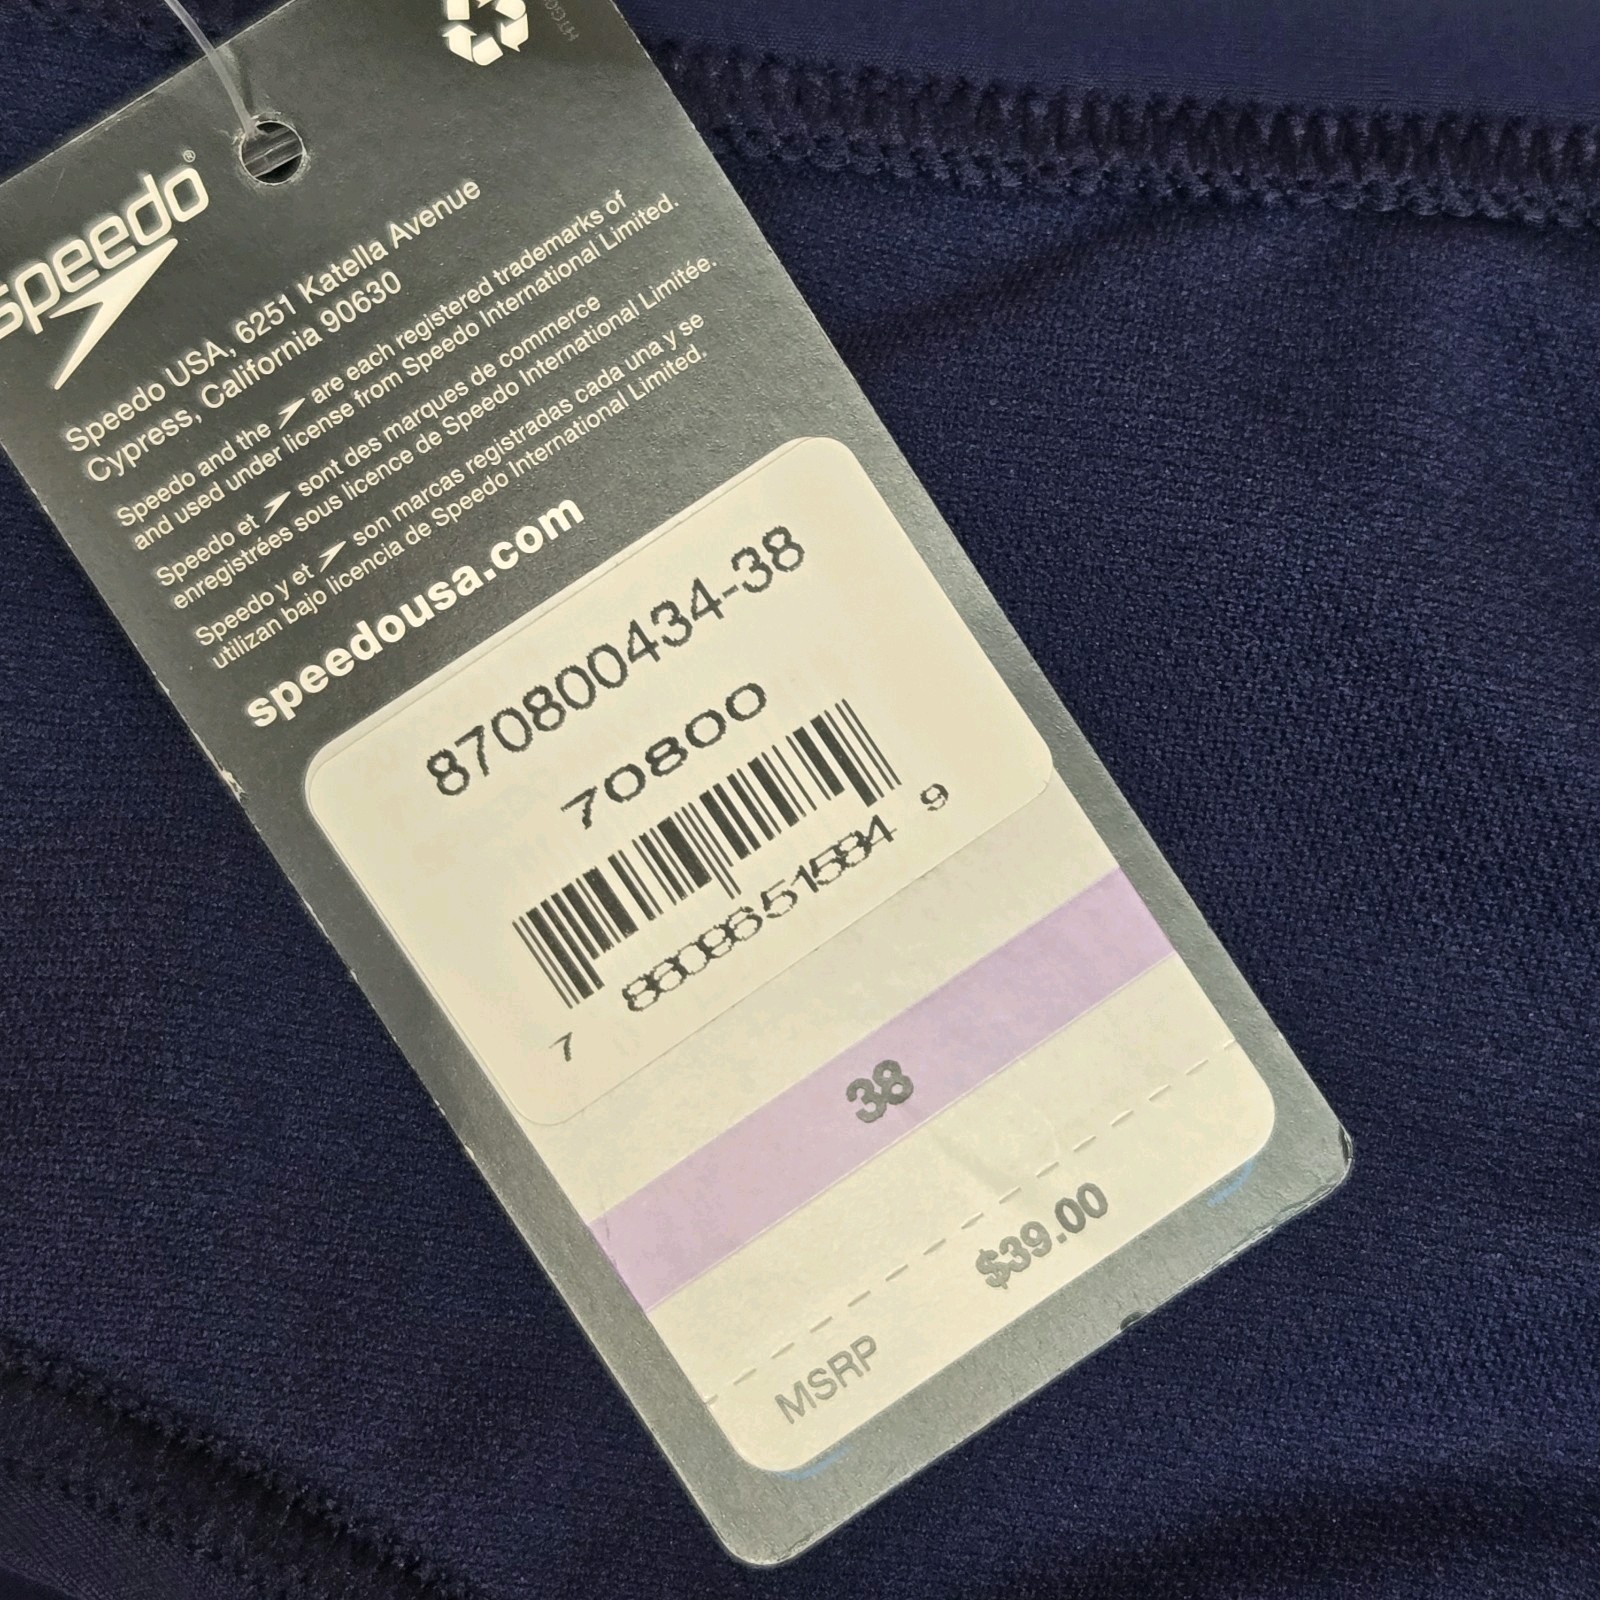 speedo®
Speedo USA, 6251 Katella Avenue
Cypress, California 90630
Speedo and the are each registered trademarks of
and used under license from Speedo International Limited.
Speedo et sont des marques de commerce
enregistrées sous licence de Speedo International Limitée.
Speedo y et son marcas registradas cada una y se
utilizan bajo licencia de Speedo International Limited.
speedousa.com
870800434-38
70800
7 9
38
$39.00
MSRP